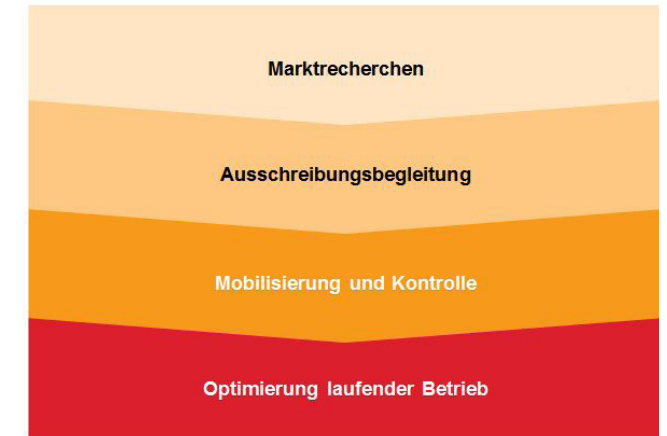 Marktrecherchen
Ausschreibungsbegleitung
Mobilisierung und Kontrolle
Optimierung laufender Betrieb